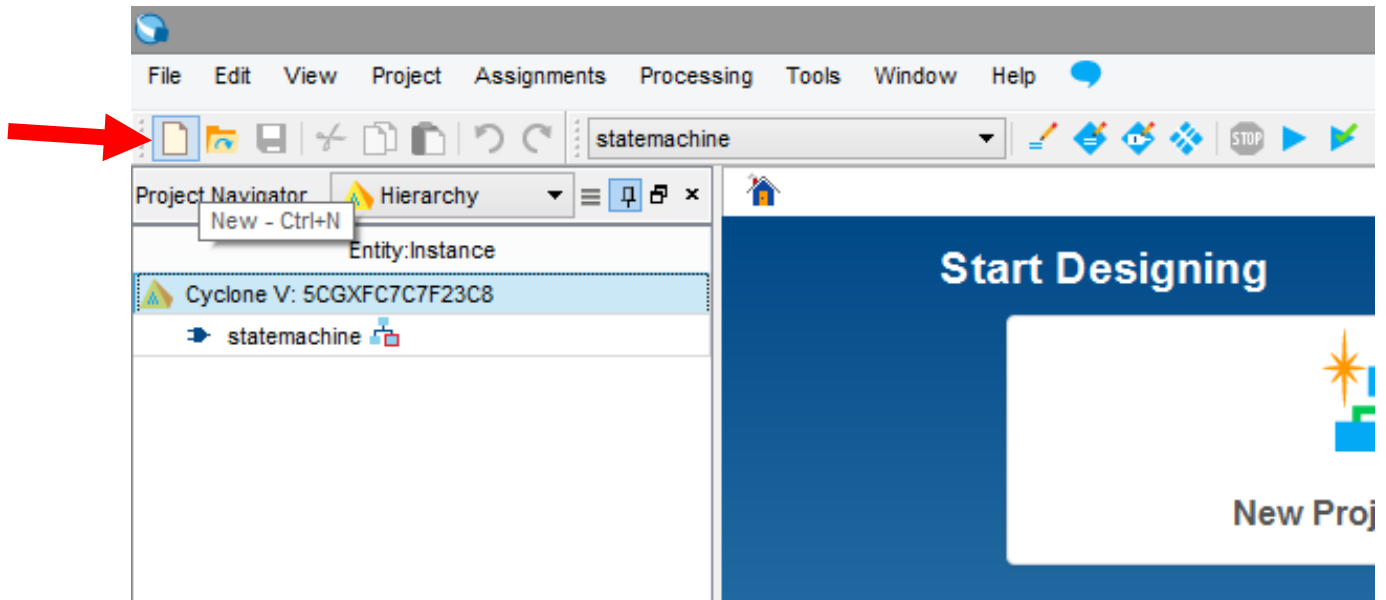 File Edit View Project Assignments Processing Tools Window Help
statemachine STOP
Project Navigator Hierarchy
New - Ctrl+N
Entity:Instance
Cyclone V: 5CGXFC7C7F23C8
statemachine
Start Designing
New Proj